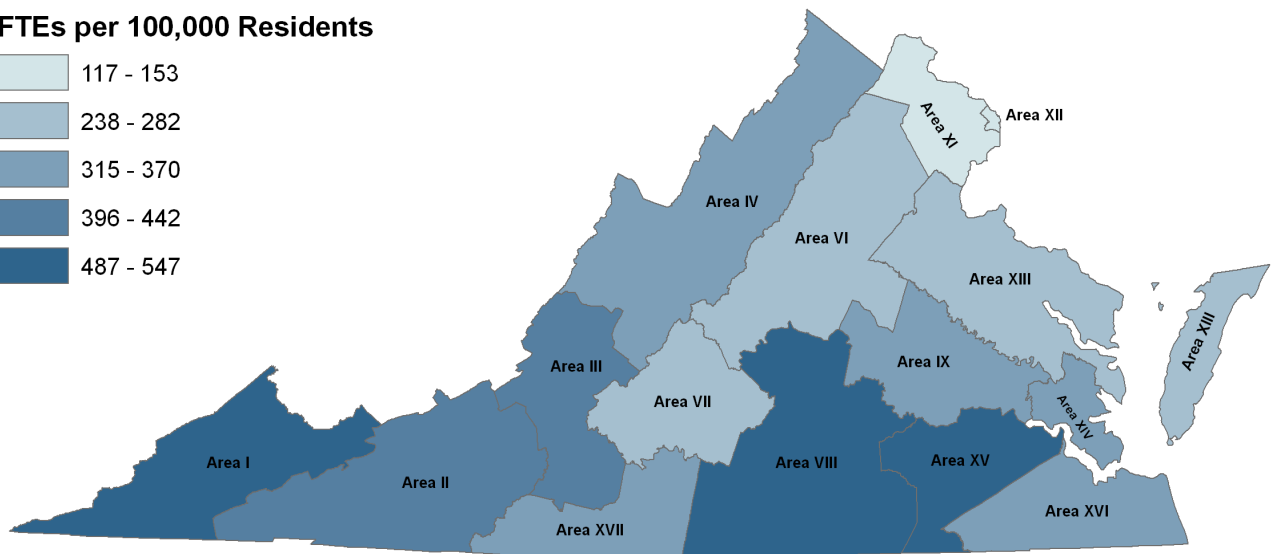 FTEs per 100,000 Residents
117 - 153
238 - 282
315 - 370
396 - 442
487 - 547
Area XI
Area XII
Area IV
Area VI
Area XIII
Area XIII
Area III
Area IX
Area VII
Area XIV
Area I
Area VIII
Area XV
Area II
Area XVI
Area XVII